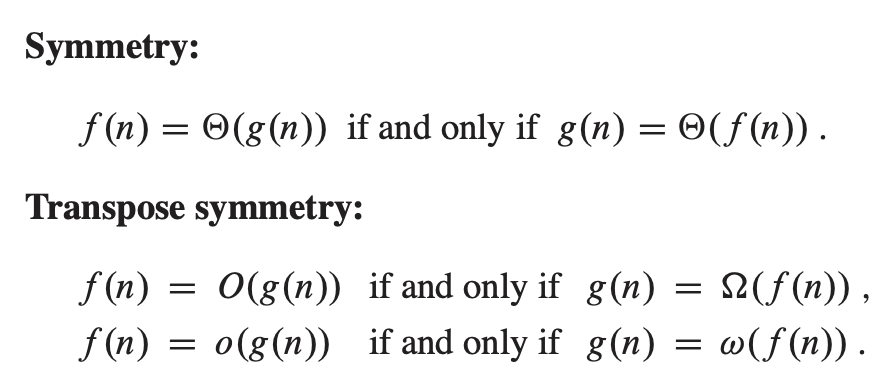 Symmetry:
f(n) = Θ(g(n)) if and only if g(n) = Θ(f(n)) .
Transpose symmetry:
f(n) = O(g(n)) if and only if g(n) = Ω(f(n)) ,
f(n) = o(g(n)) if and only if g(n) = ω(f(n)) .